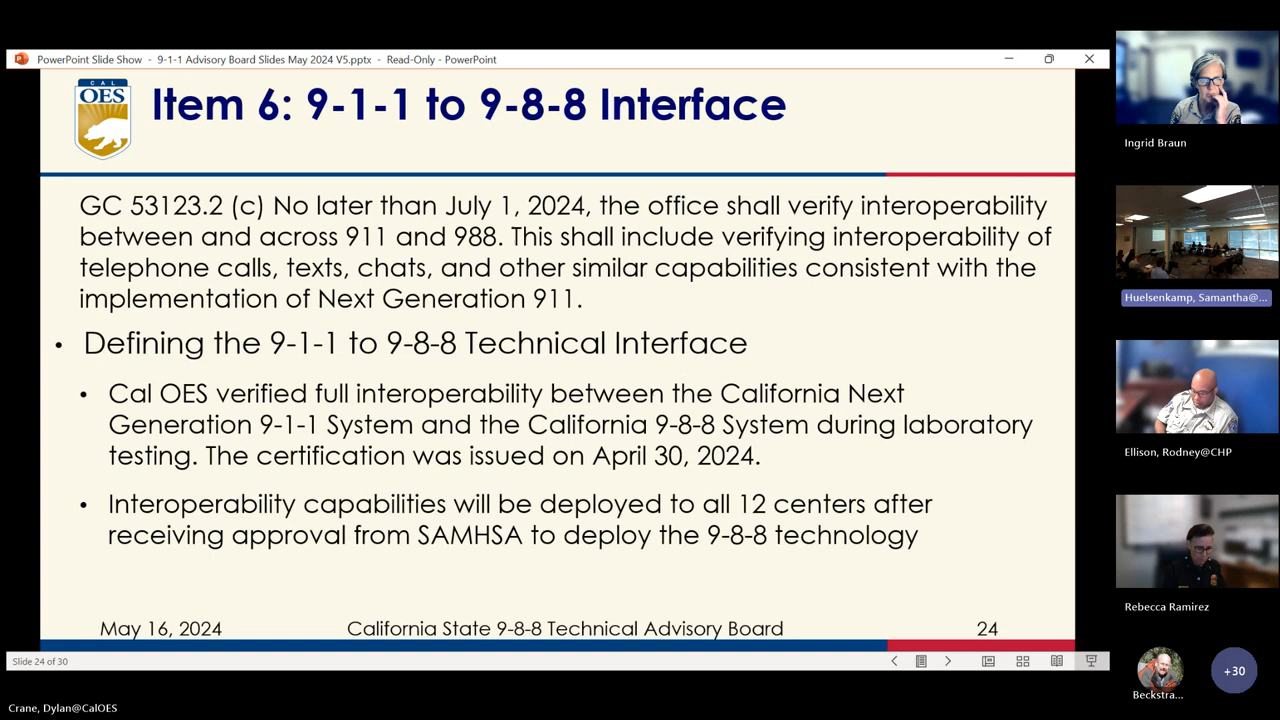 PowerPoint Slide Show - 9-1-1 Advisory Board Slides May 2024 V5.pptx - Read-Only - PowerPoint
CAL
OES
Item 6: 9-1-1 to 9-8-8 Interface
GC 53123.2 (c) No later than July 1, 2024, the office shall verify interoperability
between and across 911 and 988. This shall include verifying interoperability of
telephone calls, texts, chats, and other similar capabilities consistent with the
implementation of Next Generation 911.
• Defining the 9-1-1 to 9-8-8 Technical Interface
• Cal OES verified full interoperability between the California Next
Generation 9-1-1 System and the California 9-8-8 System during laboratory
testing. The certification was issued on April 30, 2024.
• Interoperability capabilities will be deployed to all 12 centers after
receiving approval from SAMHSA to deploy the 9-8-8 technology
May 16, 2024 California State 9-8-8 Technical Advisory Board 24
Slide 24 of 30
Crane, Dylan@CalOES
Ingrid Braun
Huelsenkamp, Samantha@...
Ellison, Rodney@CHP
Rebecca Ramirez
Beckstra...
+30